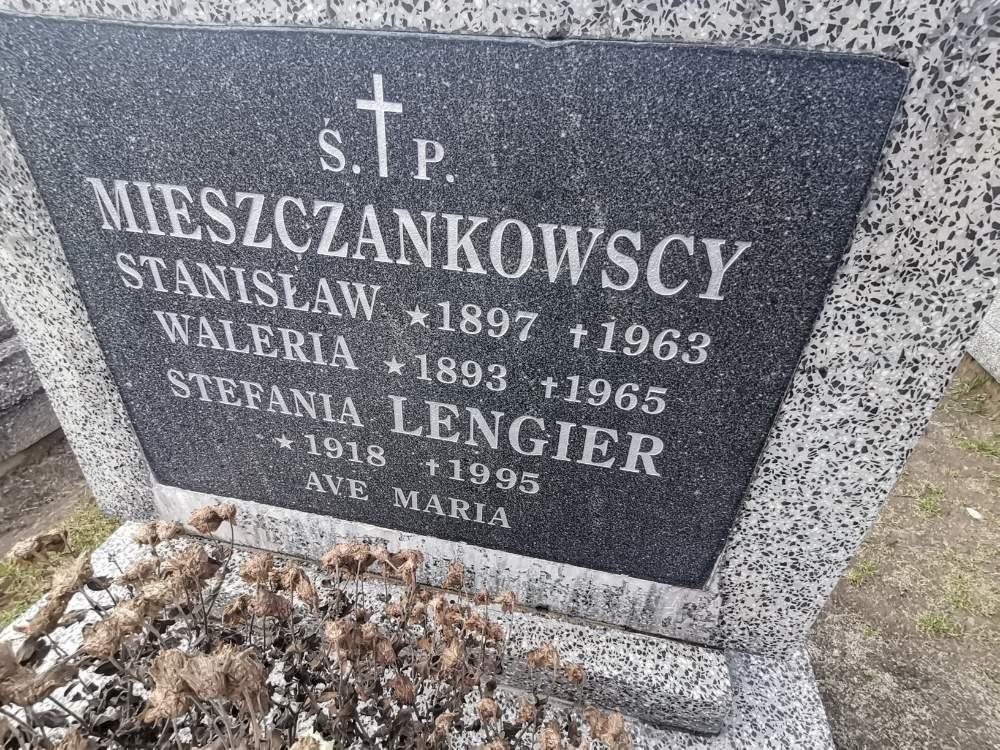 Ś. P.
MIESZCZANKOWSCY
STANISŁAW ★1897 †1963
WALERIA ★1893 †1965
STEFANIA LENGIER
★1918 †1995
AVE MARIA